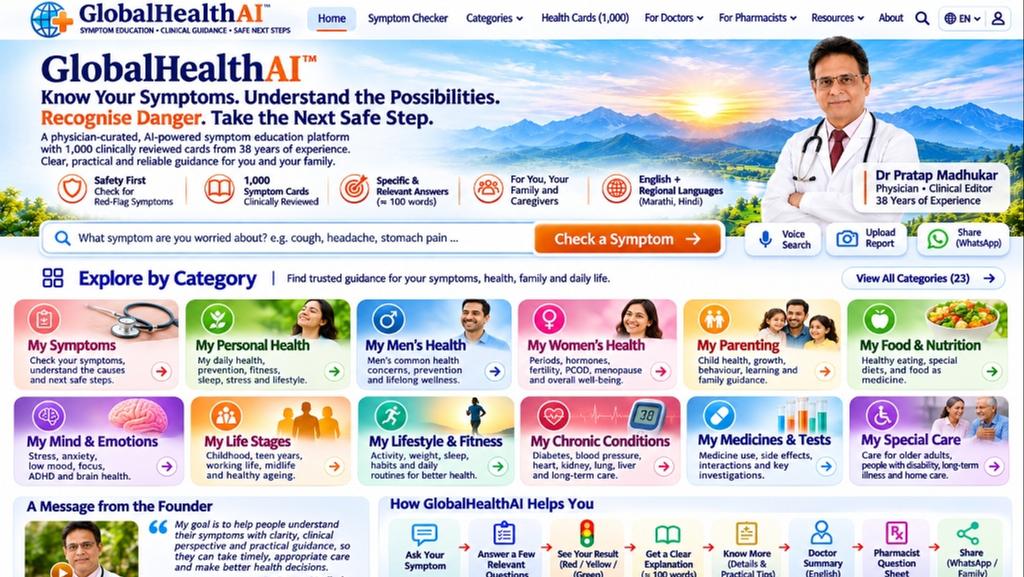 GlobalHealthAI™
SYMPTOM EDUCATION • CLINICAL GUIDANCE • SAFE NEXT STEPS
Home
Symptom Checker
Categories
Health Cards (1,000)
For Doctors
For Pharmacists
Resources
About
EN
GlobalHealthAI™
Know Your Symptoms. Understand the Possibilities.
Recognise Danger. Take the Next Safe Step.
A physician-curated, AI-powered symptom education platform
with 1,000 clinically reviewed cards from 38 years of experience.
Clear, practical and reliable guidance for you and your family.
Safety First
Check for
Red-Flag Symptoms
1,000
Symptom Cards
Clinically Reviewed
Specific &
Relevant Answers
(≈ 100 words)
For You, Your
Family and
Caregivers
English +
Regional Languages
(Marathi, Hindi)
Dr Pratap Madhukar
Physician • Clinical Editor
38 Years of Experience
What symptom are you worried about? e.g. cough, headache, stomach pain ...
Check a Symptom →
Voice
Search
Upload
Report
Share
(WhatsApp)
Explore by Category
Find trusted guidance for your symptoms, health, family and daily life.
View All Categories (23) →
My Symptoms
Check your symptoms,
understand the causes
and next safe steps.
My Personal Health
My daily health,
prevention, fitness,
sleep, stress and lifestyle.
My Men's Health
Men's common health
concerns, prevention
and lifelong wellness.
My Women's Health
Periods, hormones,
fertility, PCOD, menopause
and overall well-being.
My Parenting
Child health, growth,
behaviour, learning and
family guidance.
My Food & Nutrition
Healthy eating, special
diets, and food as
medicine.
My Mind & Emotions
Stress, anxiety,
low mood, focus,
ADHD and brain health.
My Life Stages
Childhood, teen years,
working life, midlife
and healthy ageing.
My Lifestyle & Fitness
Activity, weight, sleep,
habits and daily
routines for better health.
38
My Chronic Conditions
Diabetes, blood pressure,
heart, kidney, lung, liver
and long-term care.
My Medicines & Tests
Medicine use, side effects,
interactions and key
investigations.
My Special Care
Care for older adults,
people with disability, long-term
illness and home care.
A Message from the Founder
“ My goal is to help people understand
their symptoms with clarity, clinical
perspective and practical guidance, so
they can take timely, appropriate care
and make better health decisions.
How GlobalHealthAI Helps You
Ask Your
Symptom
Answer a Few
Relevant
Questions
See Your Result
(Red / Yellow /
(Green)
Get a Clear
Explanation
(≈ 100 words)
Know More
(Details &
Practical Tips)
Doctor
Summary
(English)
Rx
Pharmacist
Question
Sheet
Share
(WhatsApp /
Family)